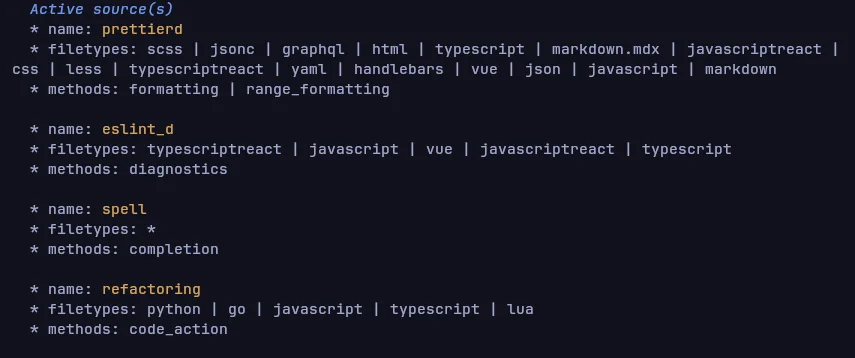 Active source(s)
* name: prettierd
* filetypes: scss | jsonc | graphql | html | typescript | markdown.mdx | javascriptreact |
css | less | typescriptreact | yaml | handlebars | vue | json | javascript | markdown
* methods: formatting | range_formatting
* name: eslint_d
* filetypes: typescriptreact | javascript | vue | javascriptreact | typescript
* methods: diagnostics
* name: spell
* filetypes: *
* methods: completion
* name: refactoring
* filetypes: python | go | javascript | typescript | lua
* methods: code_action